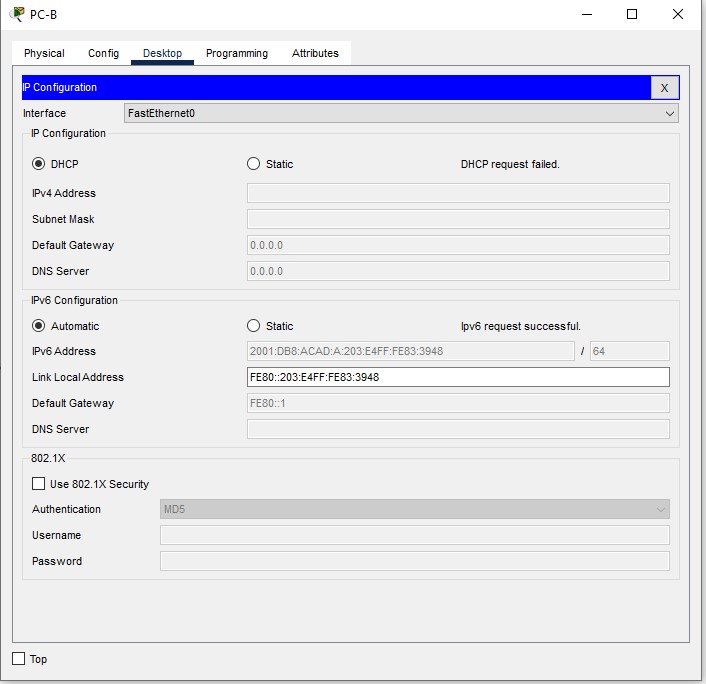 PC-B
Physical Config Desktop Programming Attributes
IP Configuration X
Interface FastEthernet0
IP Configuration
DHCP Static DHCP request failed.
IPv4 Address
Subnet Mask
Default Gateway 0.0.0.0
DNS Server 0.0.0.0
IPv6 Configuration
Automatic Static Ipv6 request successful.
IPv6 Address 2001:DB8:ACAD:A:203:E4FF:FE83:3948 / 64
Link Local Address FE80::203:E4FF:FE83:3948
Default Gateway FE80::1
DNS Server
802.1X
Use 802.1X Security
Authentication MD5
Username
Password
Top